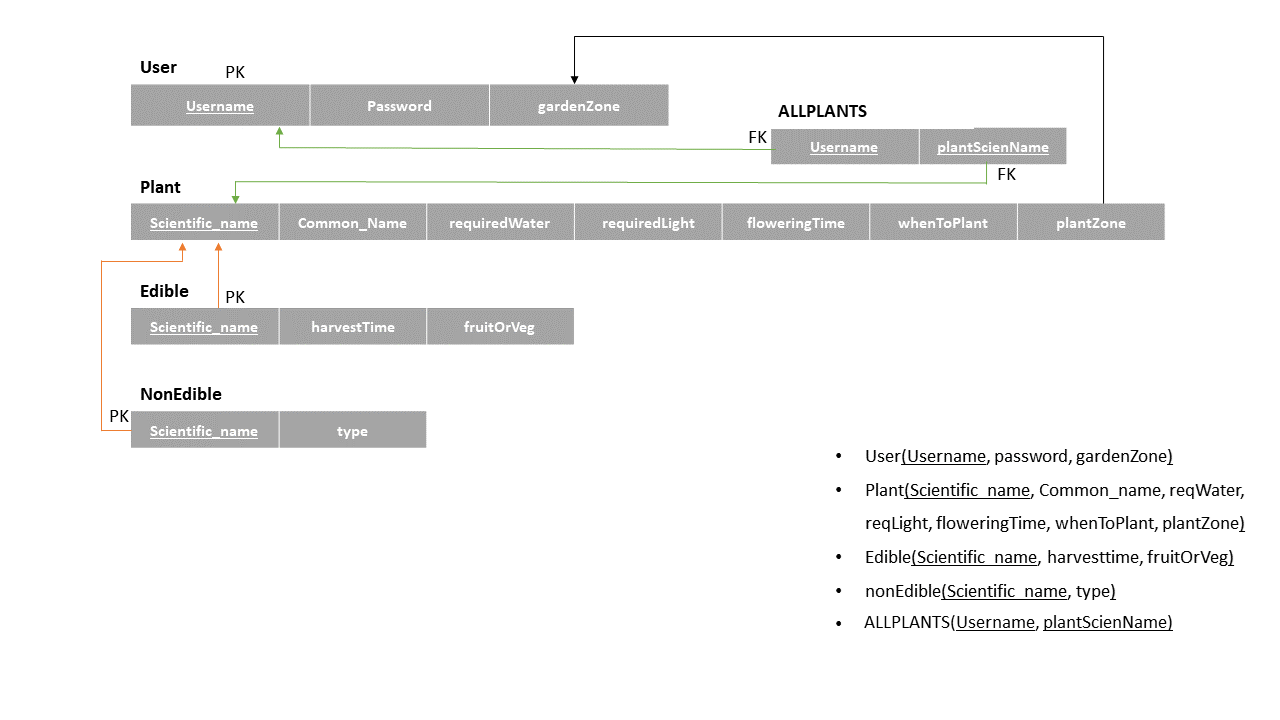 User
PK
Username Password gardenZone
ALLPLANTS
FK
Username plantScienName
FK
Plant
Scientific_name Common_Name requiredWater requiredLight floweringTime whenToPlant plantZone
Edible
PK
Scientific_name harvestTime fruitOrVeg
NonEdible
PK
Scientific_name type
• User(Username, password, gardenZone)
• Plant(Scientific_name, Common_name, reqWater,
reqLight, floweringTime, whenToPlant, plantZone)
• Edible(Scientific_name, harvesttime, fruitOrVeg)
• nonEdible(Scientific_name, type)
• ALLPLANTS(Username, plantScienName)